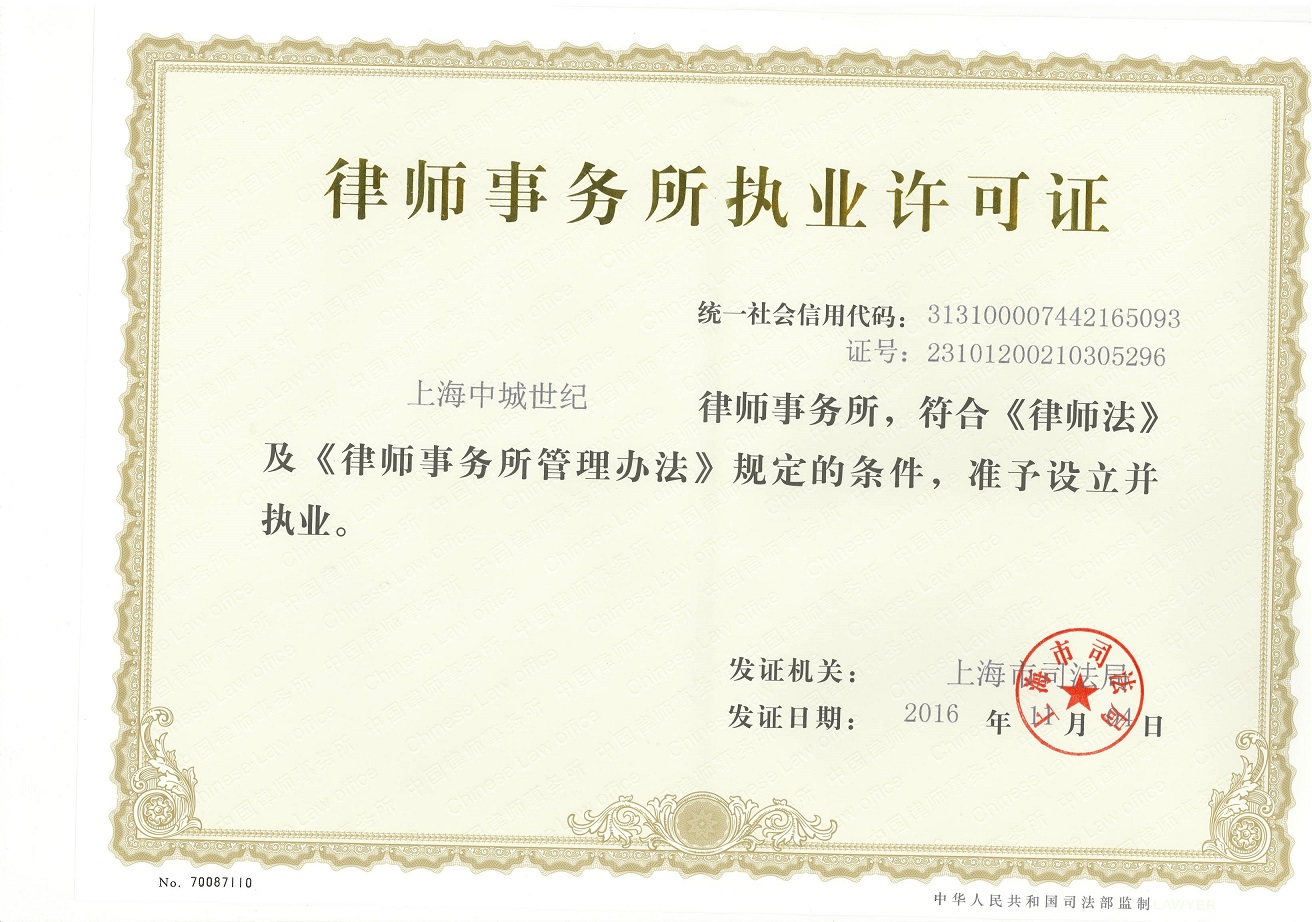 律师事务所执业许可证
统一社会信用代码：313100007442165093
证号：23101200210305296
上海中城世纪 律师事务所，符合《律师法》
及《律师事务所管理办法》规定的条件，准予设立并
执业。
发证机关： 上海市司法局
发证日期： 2016 年 11 月 04 日
上海市司法局
No. 70087110
中华人民共和国司法部监制